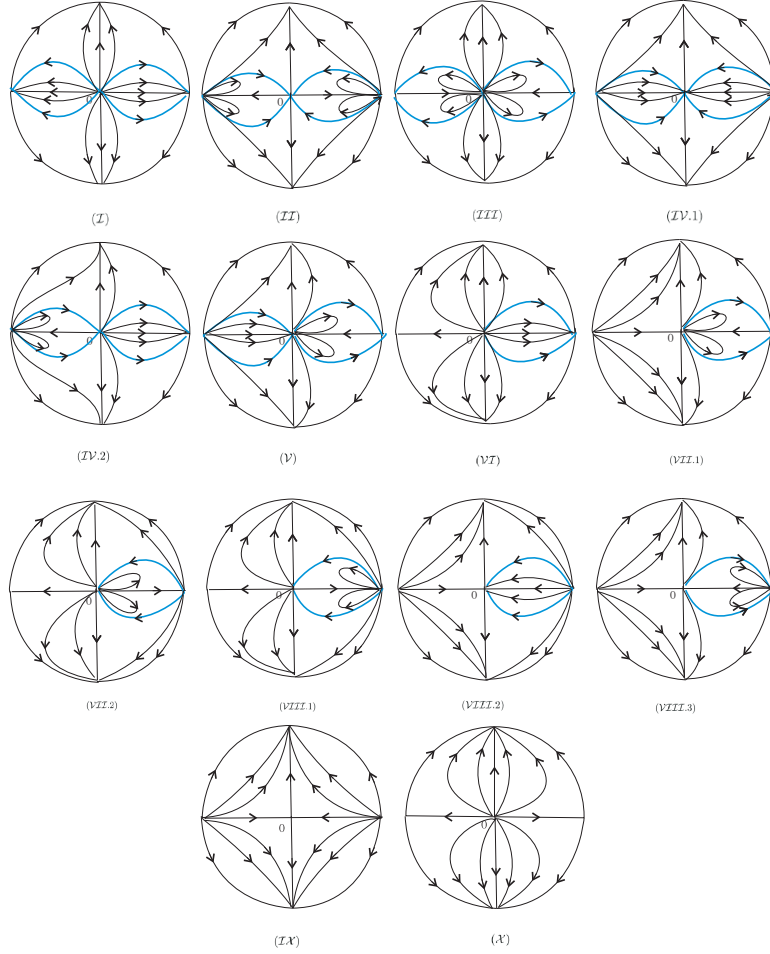 0 0 0 0
(I) (II) (III) (IV.1)
0 0 0 0
(IV.2) (V) (VI) (VII.1)
0 0 0 0
(VII.2) (VIII.1) (VIII.2) (VIII.3)
0 0
(IX) (X)